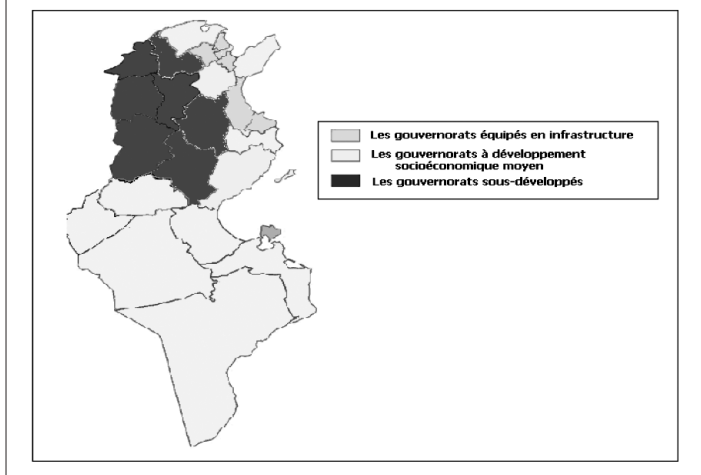 Les gouvernorats équipés en infrastructure
Les gouvernorats à développement
socioéconomique moyen
Les gouvernorats sous-développés